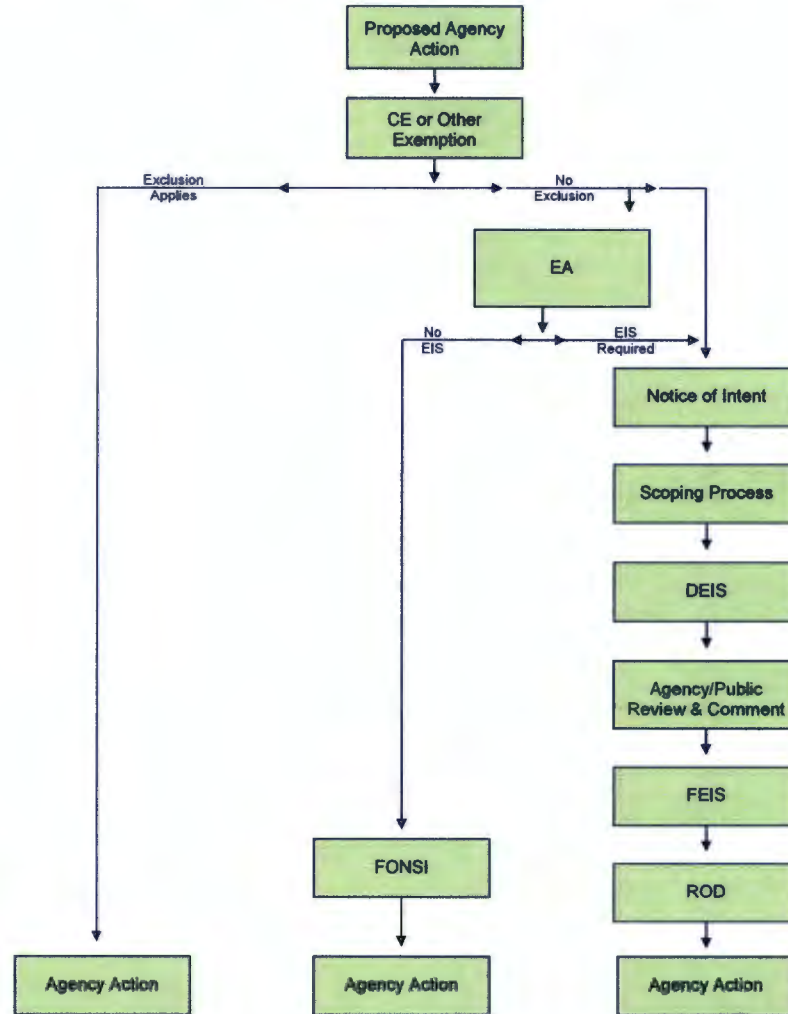 Proposed Agency
Action
CE or Other
Exemption
Exclusion
Applies
No
Exclusion
EA
No
EIS
EIS
Required
Notice of Intent
Scoping Process
DEIS
Agency/Public
Review & Comment
FEIS
FONSI
ROD
Agency Action
Agency Action
Agency Action